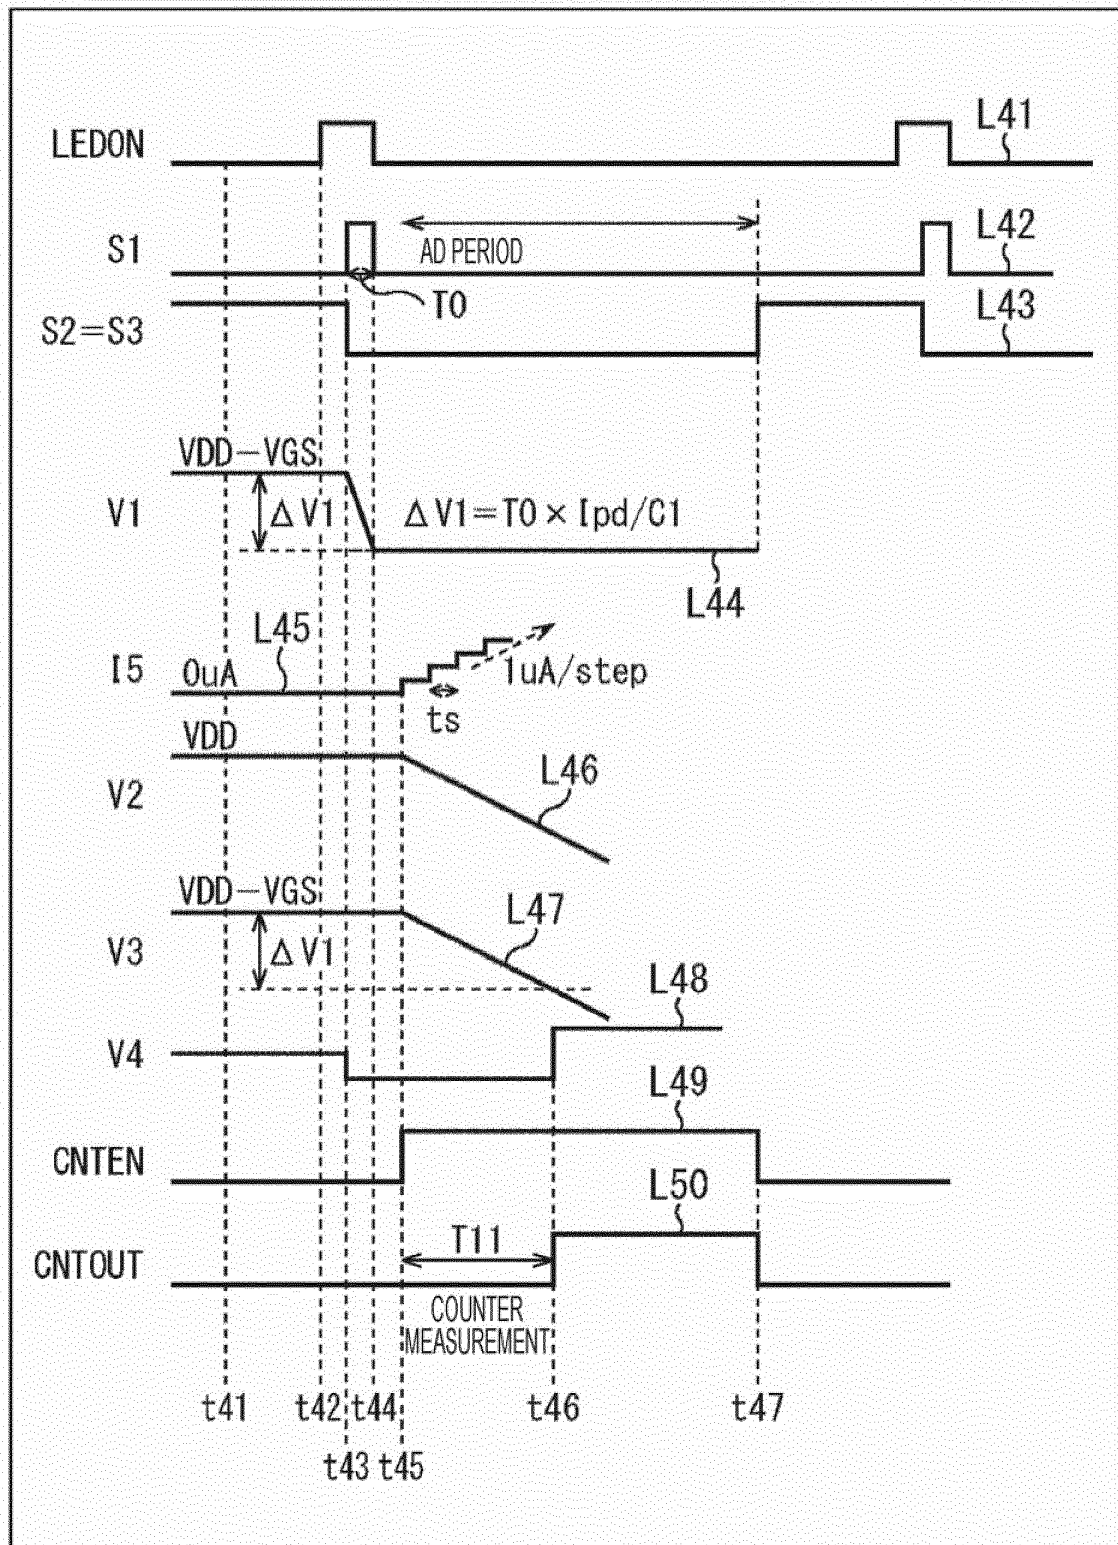 LEDON
L41
S1
AD PERIOD
L42
T0
S2=S3
L43
VDD-VGS
V1
ΔV1
ΔV1=T0×Ipd/C1
L44
I5
0uA
L45
1uA/step
ts
VDD
V2
L46
VDD-VGS
V3
ΔV1
L47
V4
L48
CNTEN
L49
CNTOUT
T11
L50
COUNTER
MEASUREMENT
t41
t42
t44
t46
t47
t43
t45